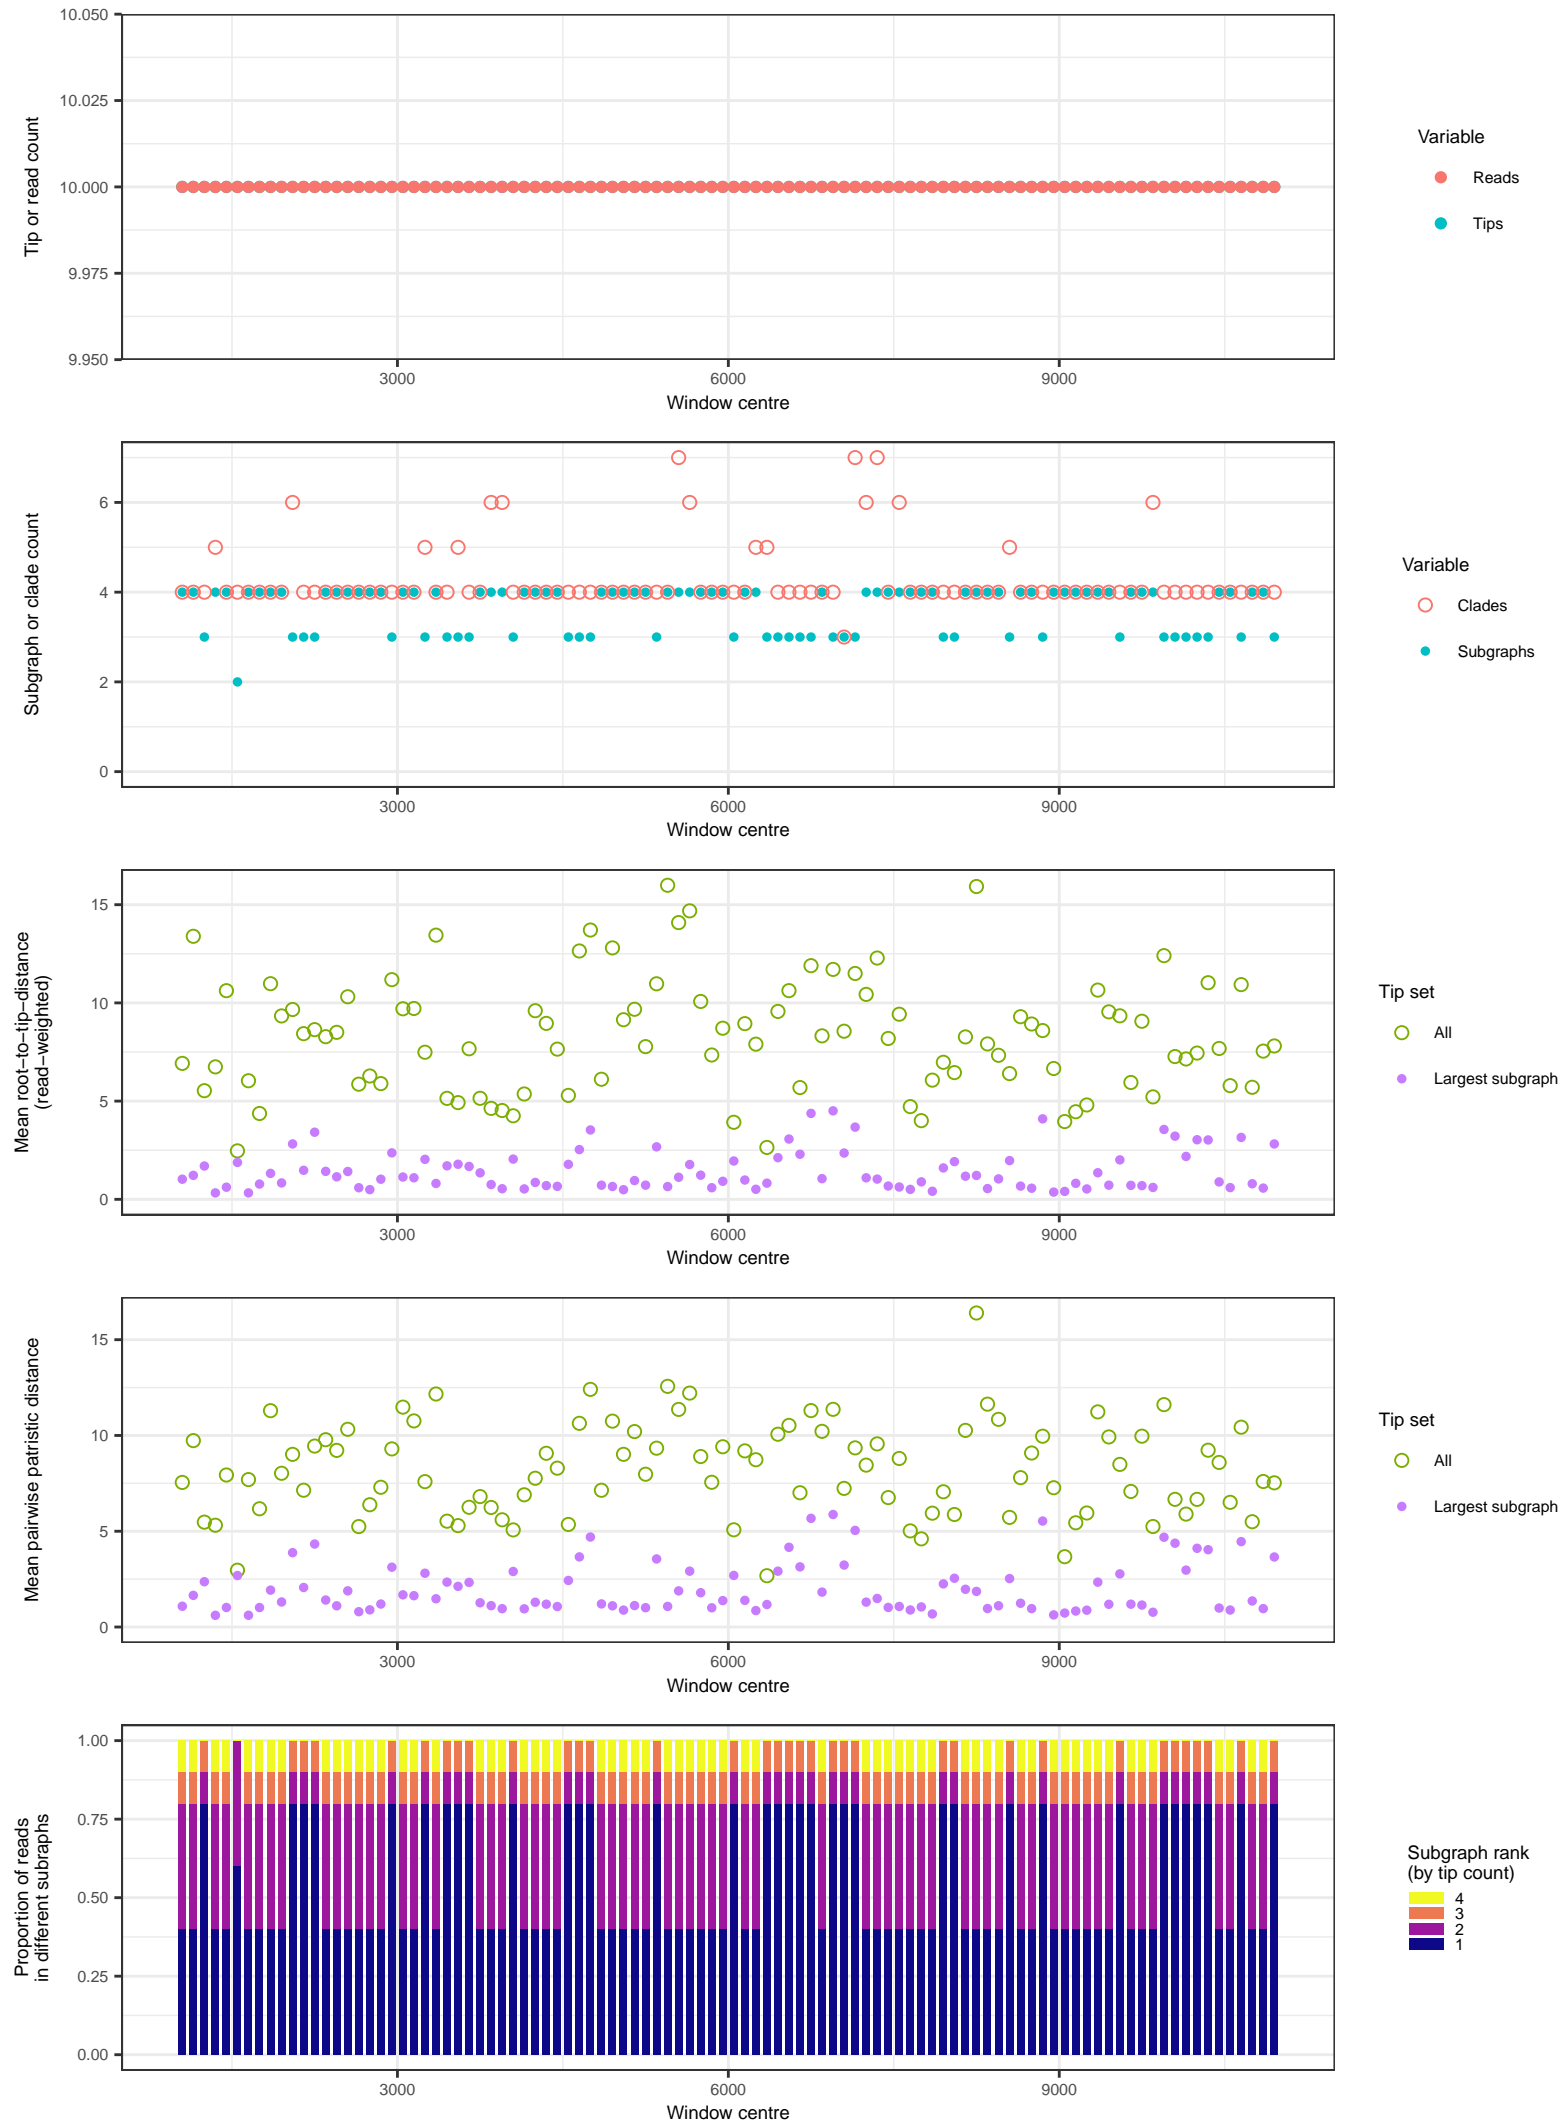 10.050
10.025
10.000
9.975
9.950
Tip or read count
3000
6000
9000
Window centre
Variable
Reads
Tips
6
4
2
0
Subgraph or clade count
3000
6000
9000
Window centre
Variable
Clades
Subgraphs
15
10
5
0
Mean root−to−tip−distance
(read−weighted)
3000
6000
9000
Window centre
Tip set
All
Largest subgraph
15
10
5
0
Mean pairwise patristic distance
3000
6000
9000
Window centre
Tip set
All
Largest subgraph
1.00
0.75
0.50
0.25
0.00
Proportion of reads
in different subraphs
3000
6000
9000
Window centre
Subgraph rank
(by tip count)
4
3
2
1